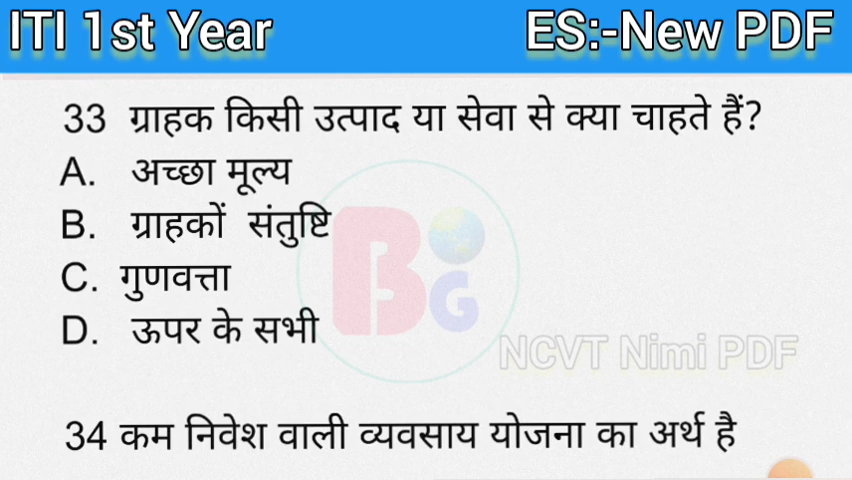 ITI 1st Year ES:-New PDF
33 ग्राहक किसी उत्पाद या सेवा से क्या चाहते हैं?
A. अच्छा मूल्य
B. ग्राहकों संतुष्टि
C. गुणवत्ता
D. ऊपर के सभी
BG
NCVT Nimi PDF
34 कम निवेश वाली व्यवसाय योजना का अर्थ है